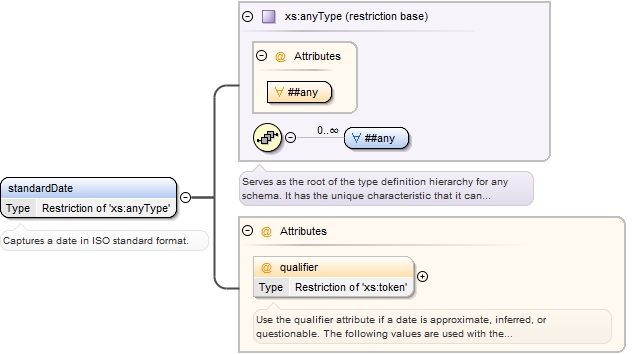 xs:anyType (restriction base)
@ Attributes
∀ ##any
0..∞
∀ ##any
Serves as the root of the type definition hierarchy for any
schema. It has the unique characteristic that it can...
standardDate
Type Restriction of 'xs:anyType'
Captures a date in ISO standard format.
@ Attributes
@ qualifier
Type Restriction of 'xs:token'
Use the qualifier attribute if a date is approximate, inferred, or
questionable. The following values are used with the...